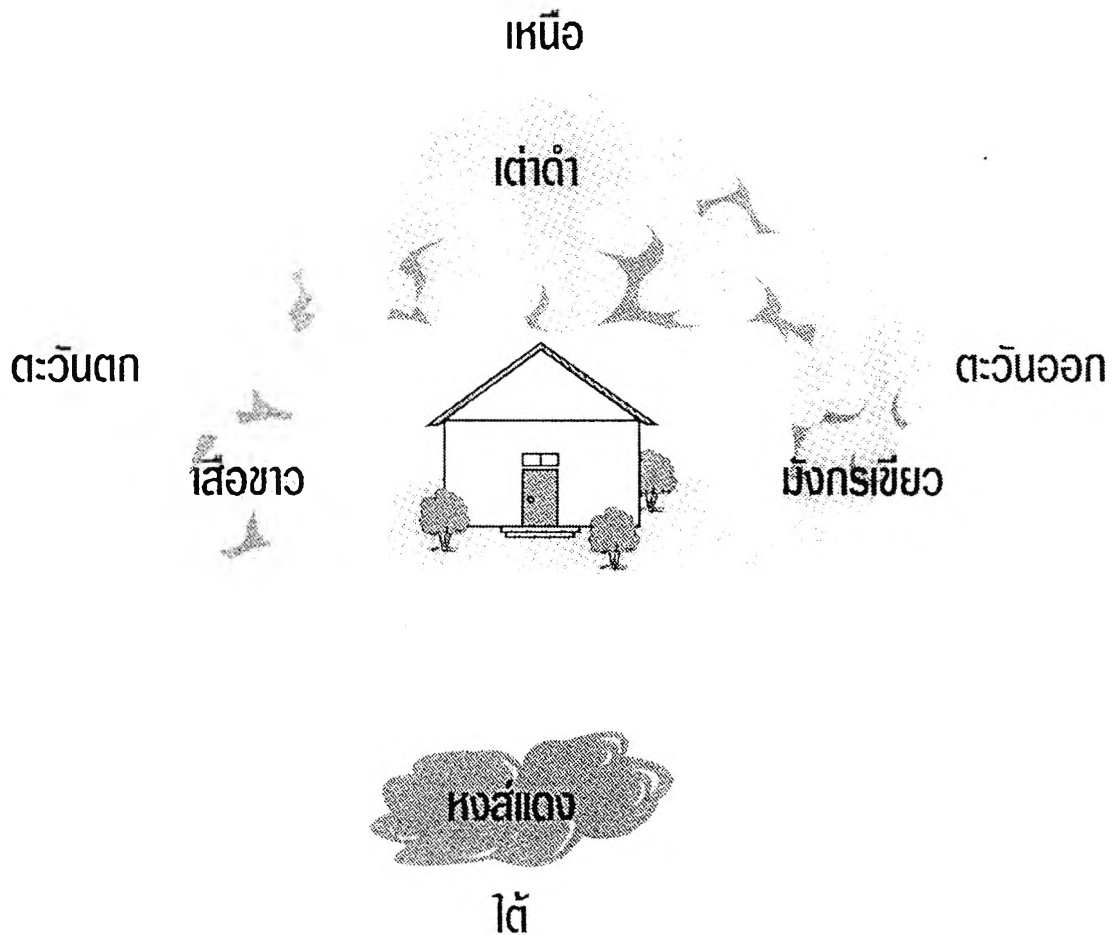 เหนือ
เต่าดำ
ตะวันตก
ตะวันออก
เสือขาว
มังกรเขียว
หงส์แดง
ใต้